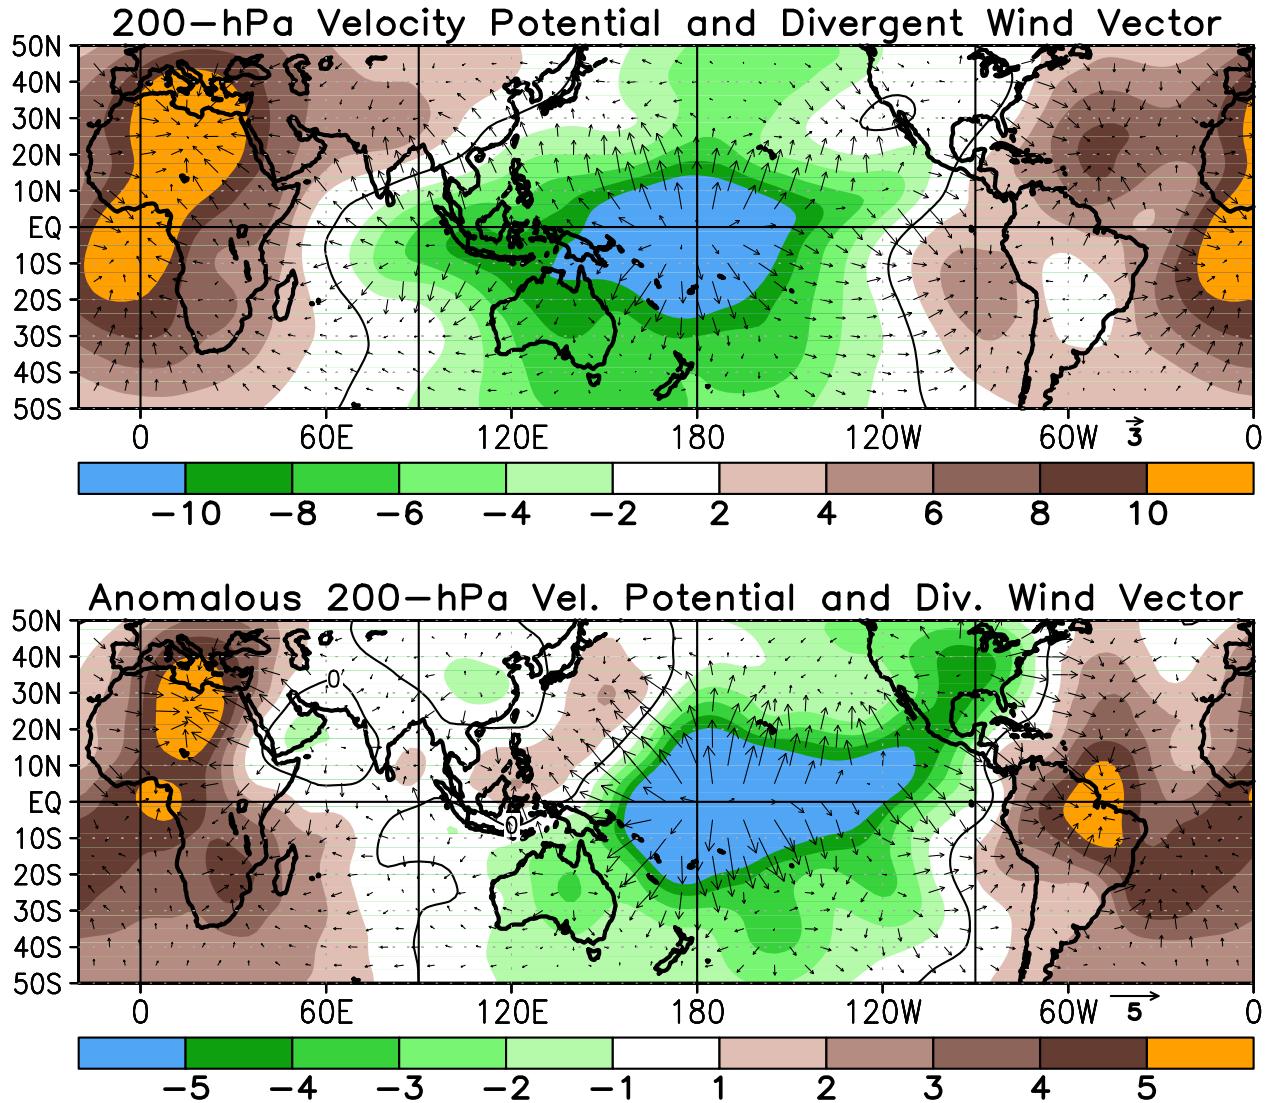 200-hPa Velocity Potential and Divergent Wind Vector
50N
40N
30N
20N
10N
EQ
10S
20S
30S
40S
50S
0 60E 120E 180 120W 60W 0
3
-10 -8 -6 -4 -2 2 4 6 8 10
Anomalous 200-hPa Vel. Potential and Div. Wind Vector
50N
40N
30N
20N
10N
EQ
10S
20S
30S
40S
50S
0
0
0 60E 120E 180 120W 60W 0
5
-5 -4 -3 -2 -1 1 2 3 4 5